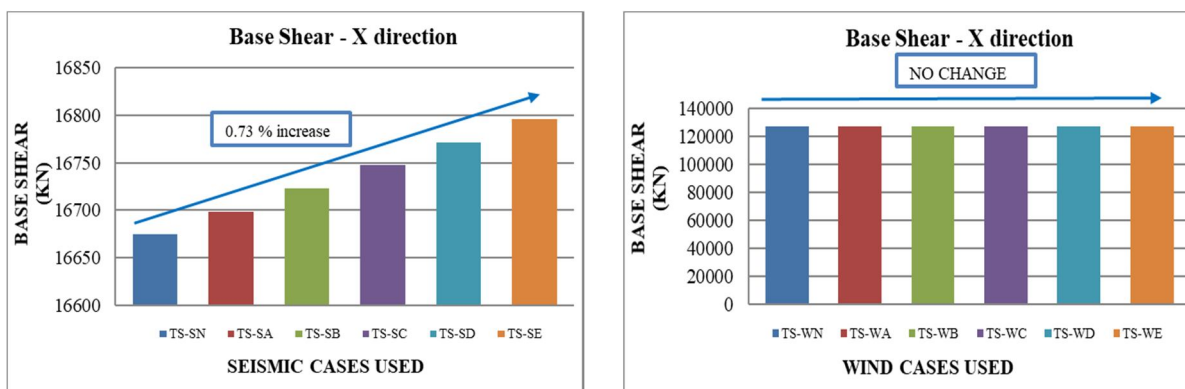 Base Shear - X direction
BASE SHEAR
(KN)
16850
16800
16750
16700
16650
16600
0.73 % increase
TS-SN TS-SA TS-SB TS-SC TS-SD TS-SE
SEISMIC CASES USED
Base Shear - X direction
NO CHANGE
BASE SHEAR
(KN)
140000
120000
100000
80000
60000
40000
20000
0
TS-WN TS-WA TS-WB TS-WC TS-WD TS-WE
WIND CASES USED